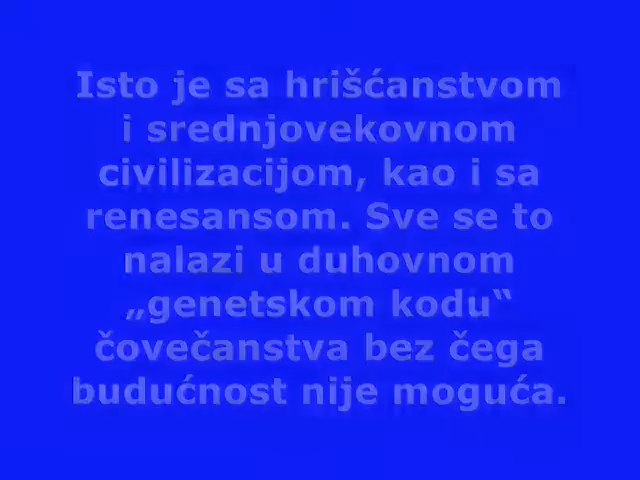 Isto je sa hrišćanstvom
i srednjovekovnom
civilizacijom, kao i sa
renesansom. Sve se to
nalazi u duhovnom
„genetskom kodu“
čovečanstva bez čega
budućnost nije moguća.